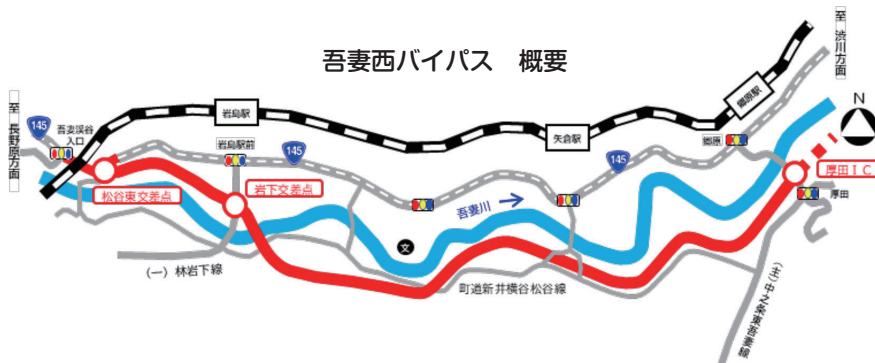 吾妻西バイパス 概要
至 渋川方面
至 長野原方面
145
吾妻渓谷
入口
岩島駅
岩島駅前
145
矢倉駅
145
郷原駅
郷原
N
厚田IC
厚田
松谷東交差点
岩下交差点
吾妻川
文
(一)林岩下線
町道新井横谷松谷線
(主)中之条東吾妻線